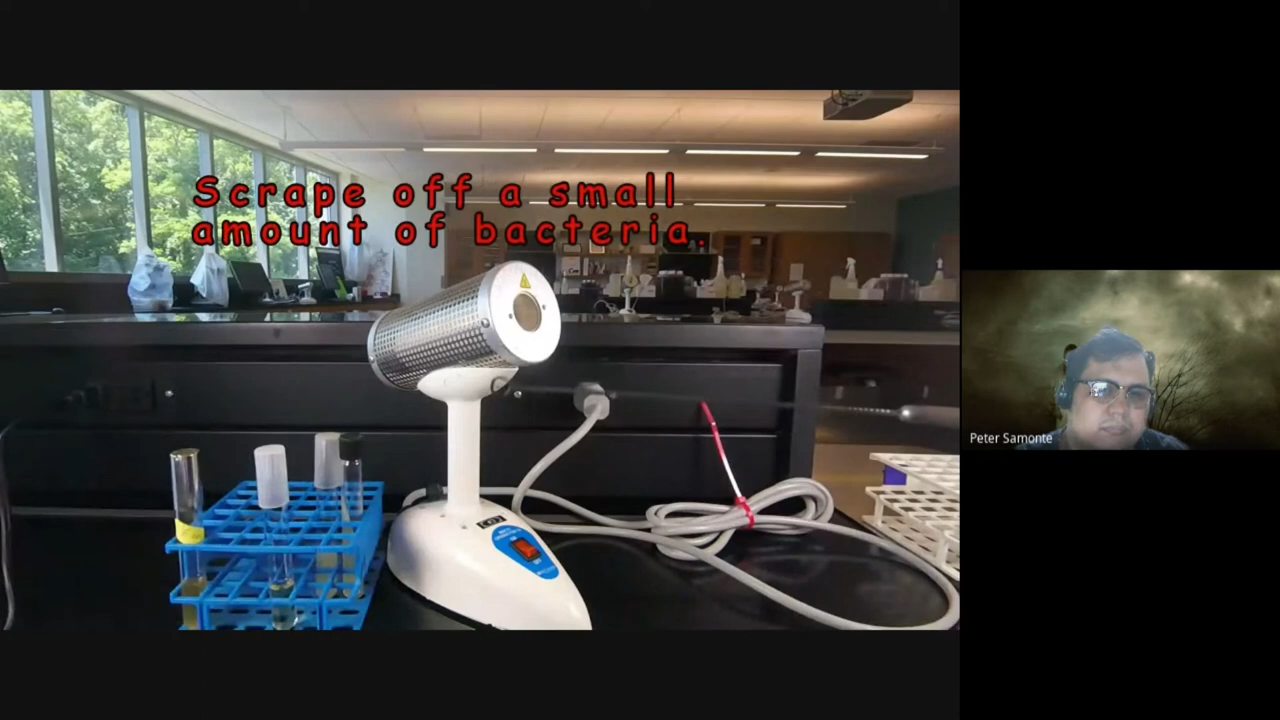 Scrape off a small
amount of bacteria.
Peter Samonte